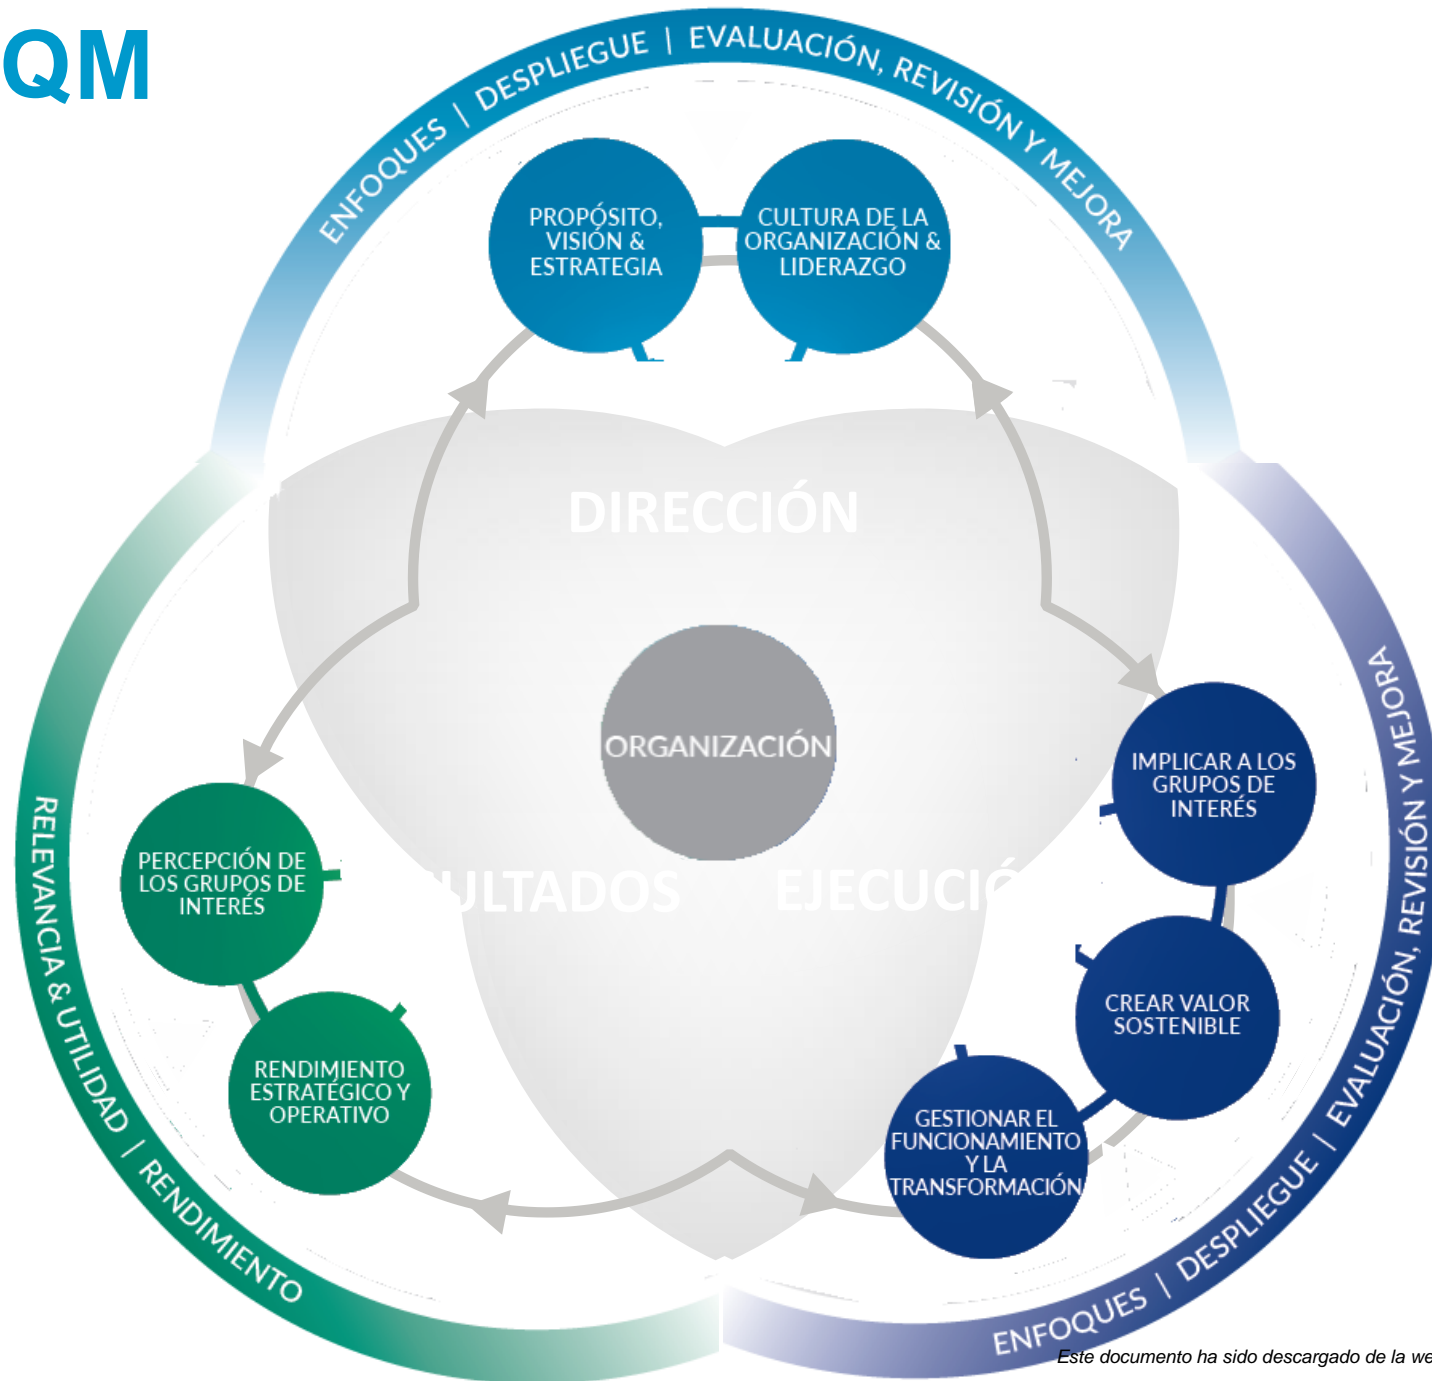 QM
ENFOQUES | DESPLIEGUE | EVALUACIÓN, REVISIÓN Y MEJORA
PROPÓSITO,
VISIÓN &
ESTRATEGIA
CULTURA DE LA
ORGANIZACIÓN &
LIDERAZGO
DIRECCIÓN
ORGANIZACIÓN
IMPLICAR A LOS
GRUPOS DE
INTERÉS
PERCEPCIÓN DE
LOS GRUPOS DE
INTERÉS
ULTADOS
EJECUCIÓ
CREAR VALOR
SOSTENIBLE
RENDIMIENTO
ESTRATÉGICO Y
OPERATIVO
GESTIONAR EL
FUNCIONAMIENTO
Y LA
TRANSFORMACIÓN
RELEVANCIA & UTILIDAD | RENDIMIENTO
ENFOQUES | DESPLIEGUE | EVALUACIÓN, REVISIÓN Y MEJORA
Este documento ha sido descargado de la we